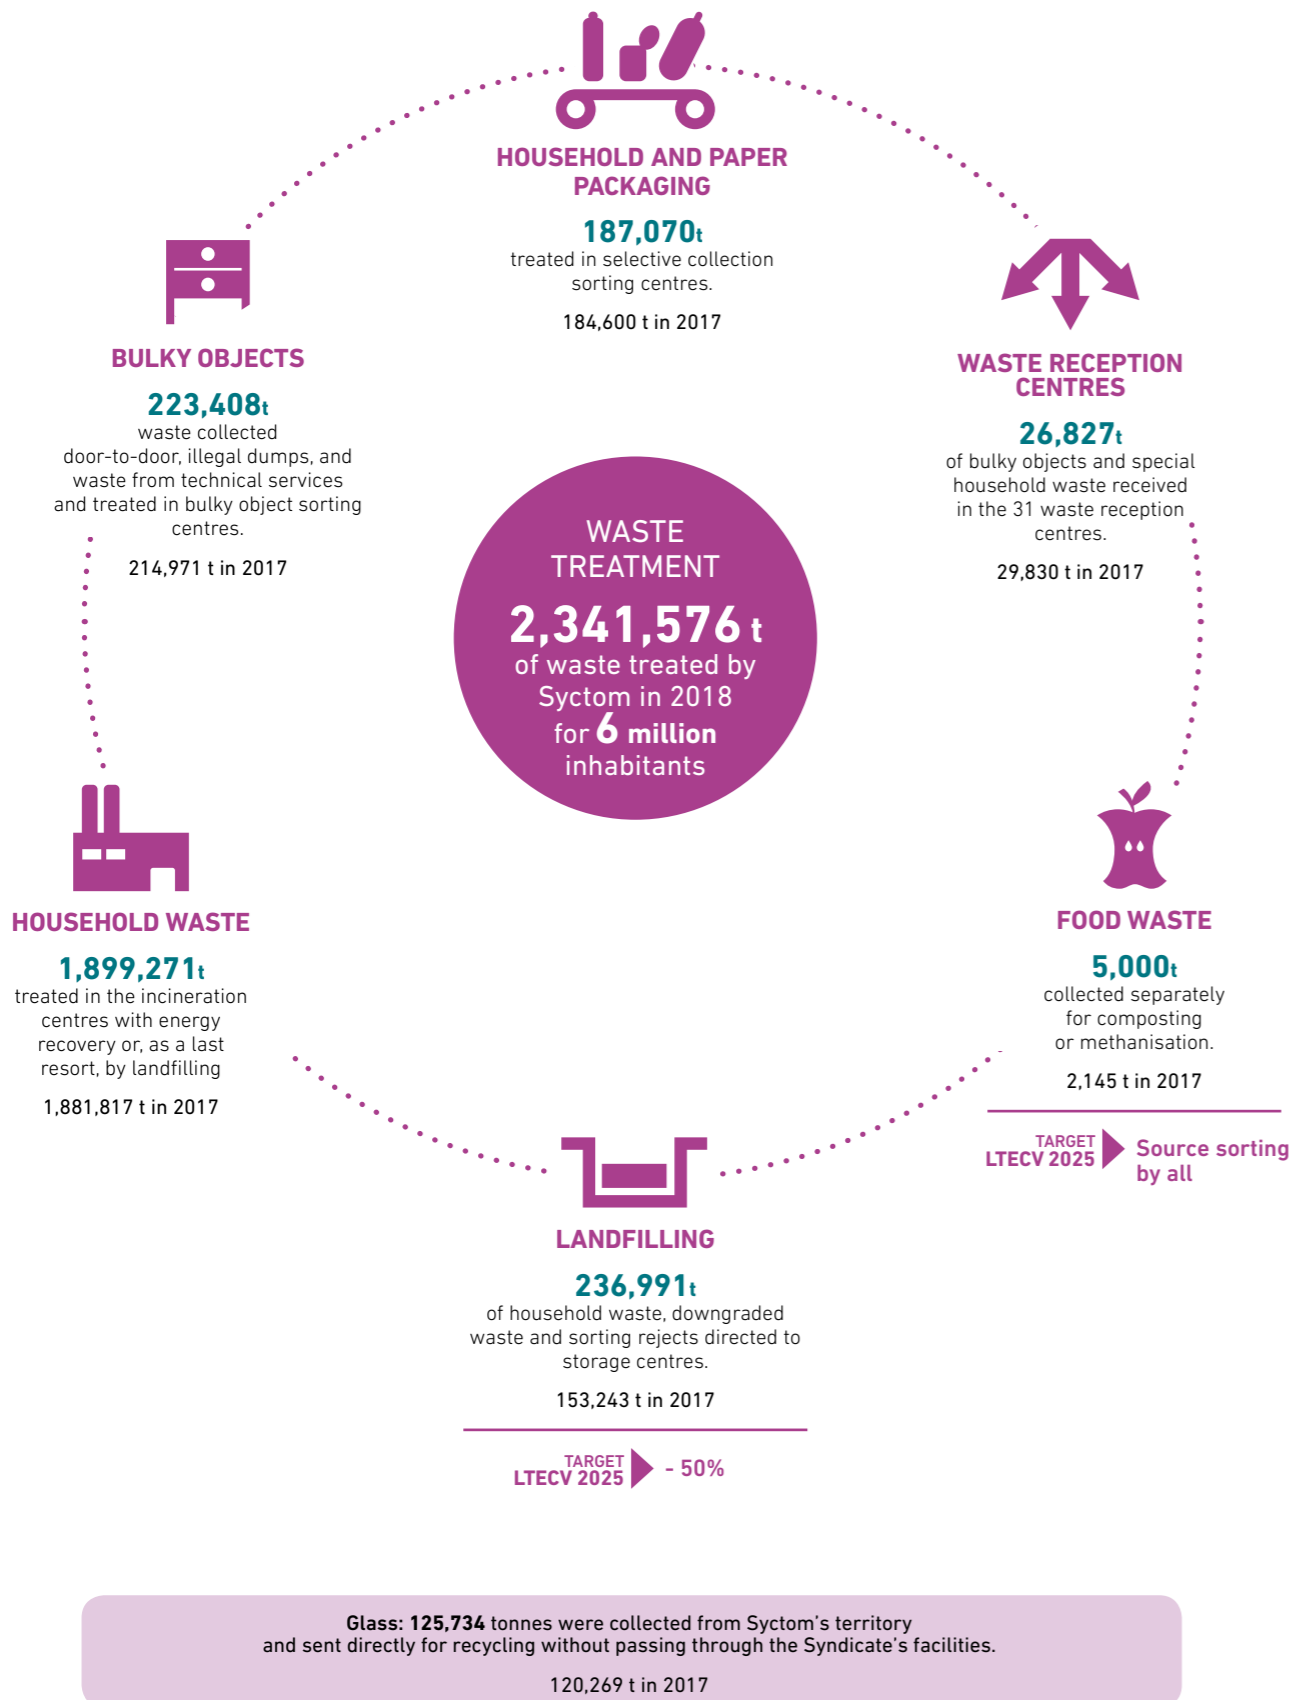 HOUSEHOLD AND PAPER
PACKAGING
187,070t
treated in selective collection
sorting centres.
184,600 t in 2017
BULKY OBJECTS
223,408t
waste collected
door-to-door, illegal dumps, and
waste from technical services
and treated in bulky object sorting
centres.
214,971 t in 2017
WASTE RECEPTION
CENTRES
26,827t
of bulky objects and special
household waste received
in the 31 waste reception
centres.
29,830 t in 2017
WASTE
TREATMENT
2,341,576 t
of waste treated by
Syctom in 2018
for 6 million
inhabitants
HOUSEHOLD WASTE
1,899,271t
treated in the incineration
centres with energy
recovery or, as a last
resort, by landfilling
1,881,817 t in 2017
FOOD WASTE
5,000t
collected separately
for composting
or methanisation.
2,145 t in 2017
TARGET
LTECV 2025
Source sorting
by all
LANDFILLING
236,991t
of household waste, downgraded
waste and sorting rejects directed to
storage centres.
153,243 t in 2017
TARGET
LTECV 2025
- 50%
Glass: 125,734 tonnes were collected from Syctom's territory
and sent directly for recycling without passing through the Syndicate's facilities.
120,269 t in 2017